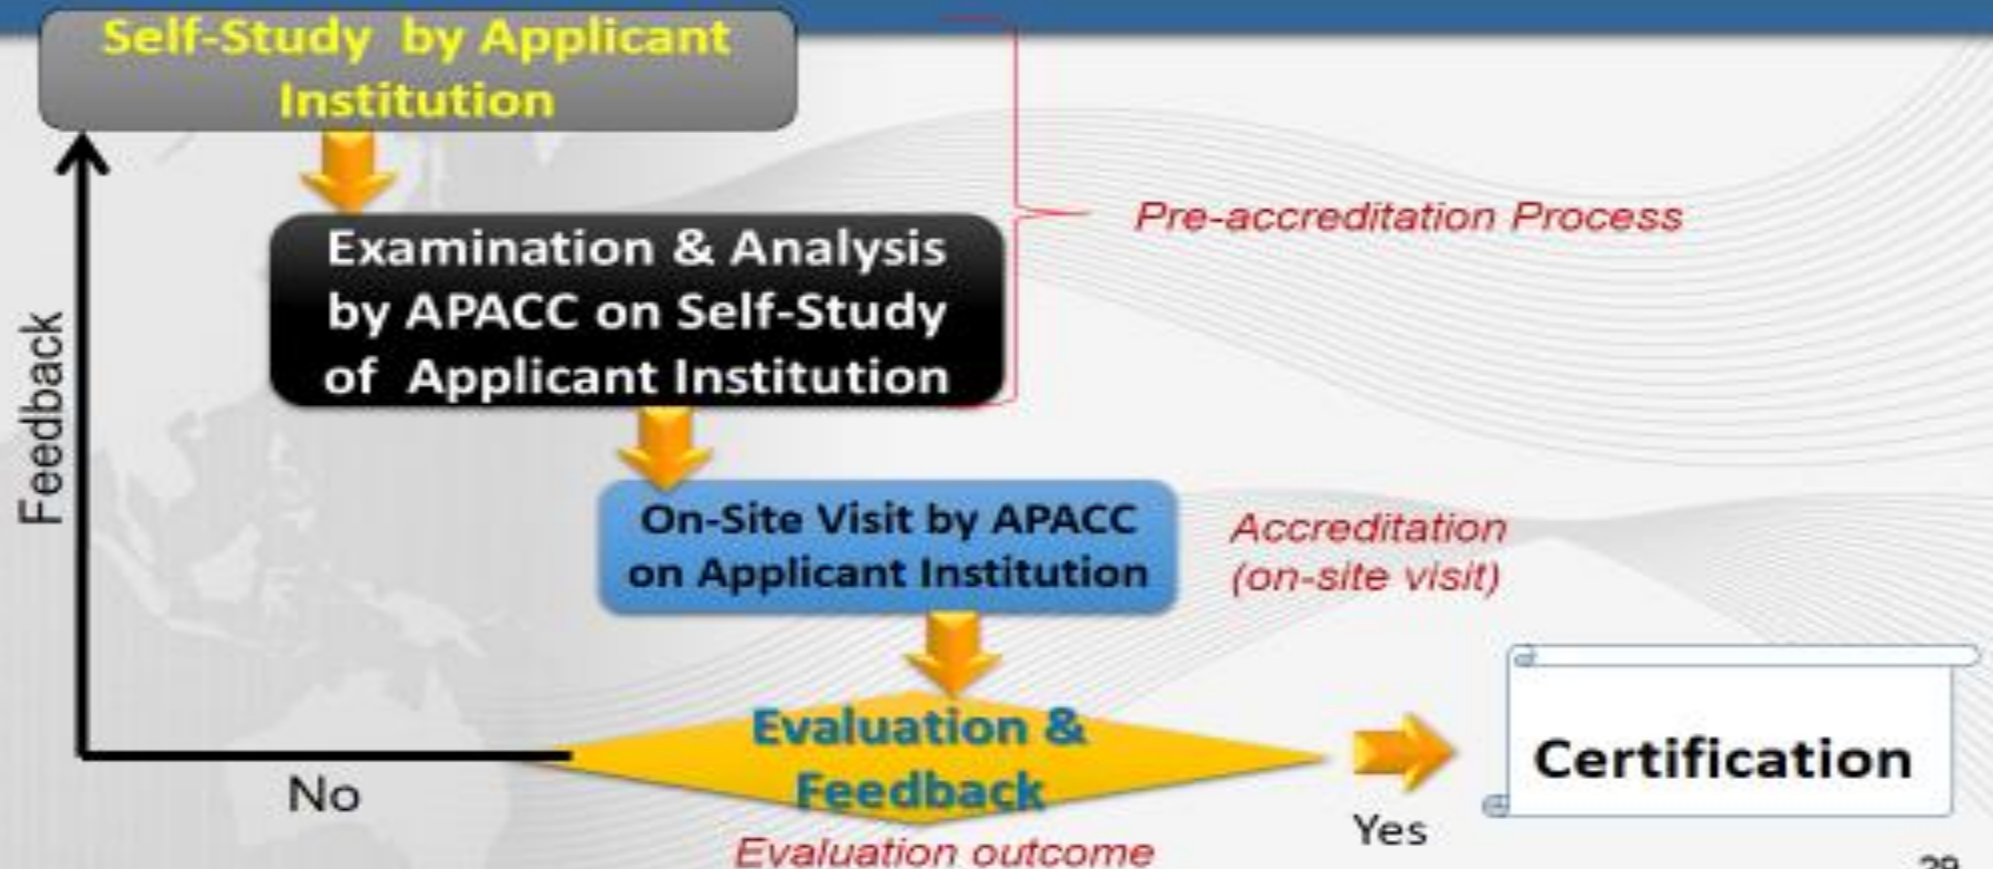 Self-Study by Applicant
Institution
Examination & Analysis
by APACC on Self-Study
of Applicant Institution
Pre-accreditation Process
Feedback
On-Site Visit by APACC
on Applicant Institution
Accreditation
(on-site visit)
Evaluation &
Feedback
No
Yes
Certification
Evaluation outcome